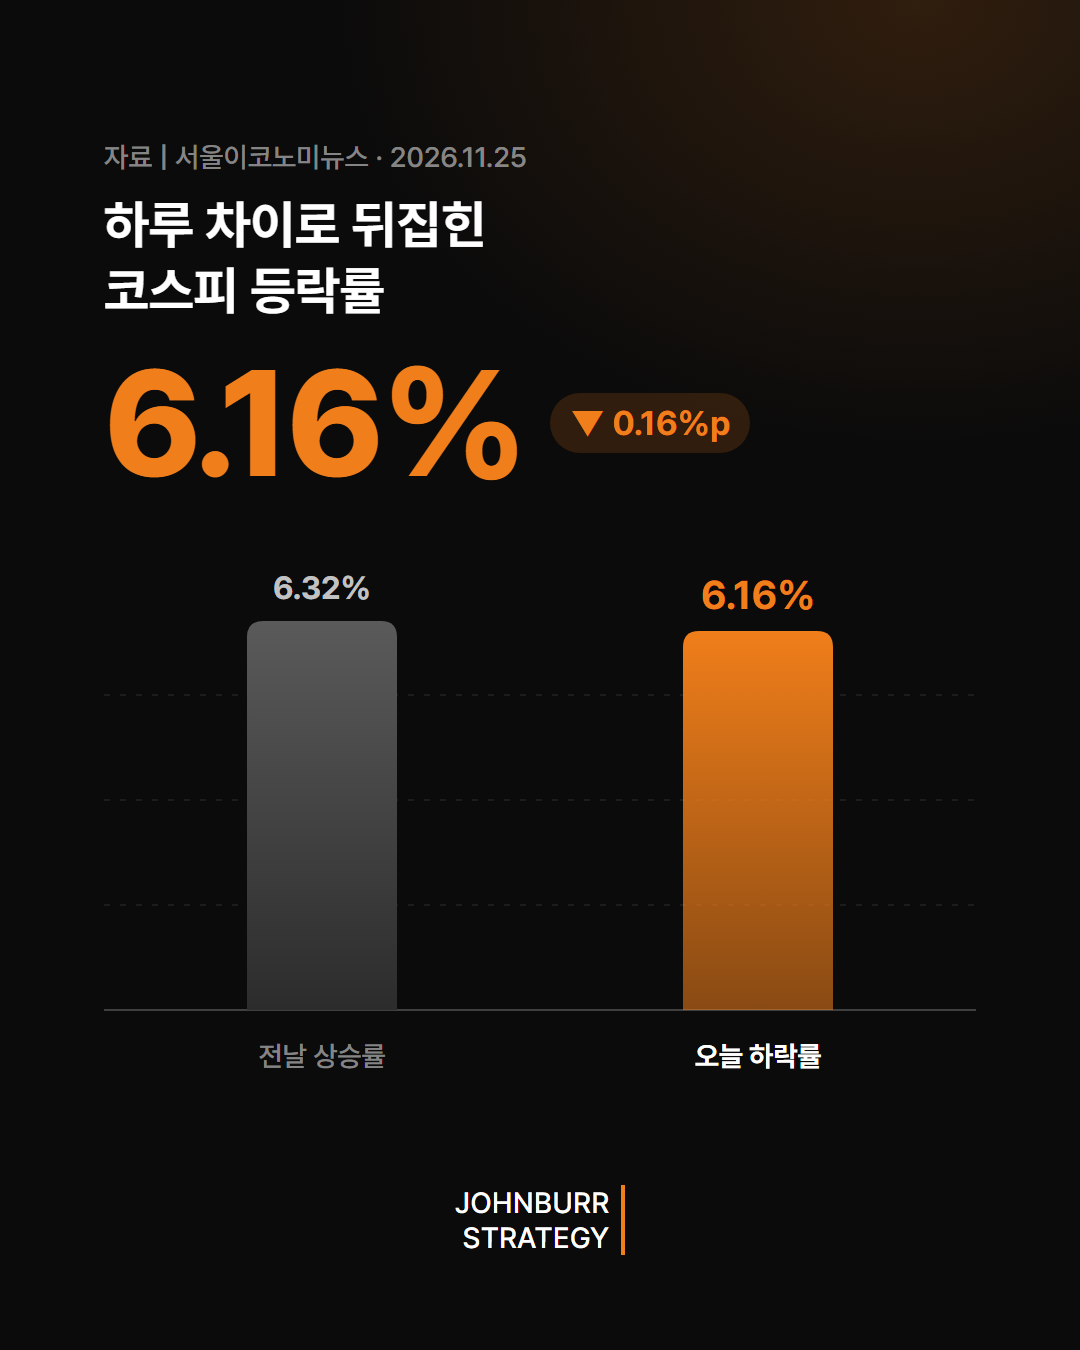 자료 | 서울이코노미뉴스 · 2026.11.25
하루 차이로 뒤집힌
코스피 등락률
6.16%
▼ 0.16%p
6.32%
6.16%
전날 상승률
오늘 하락률
JOHNBURR
STRATEGY